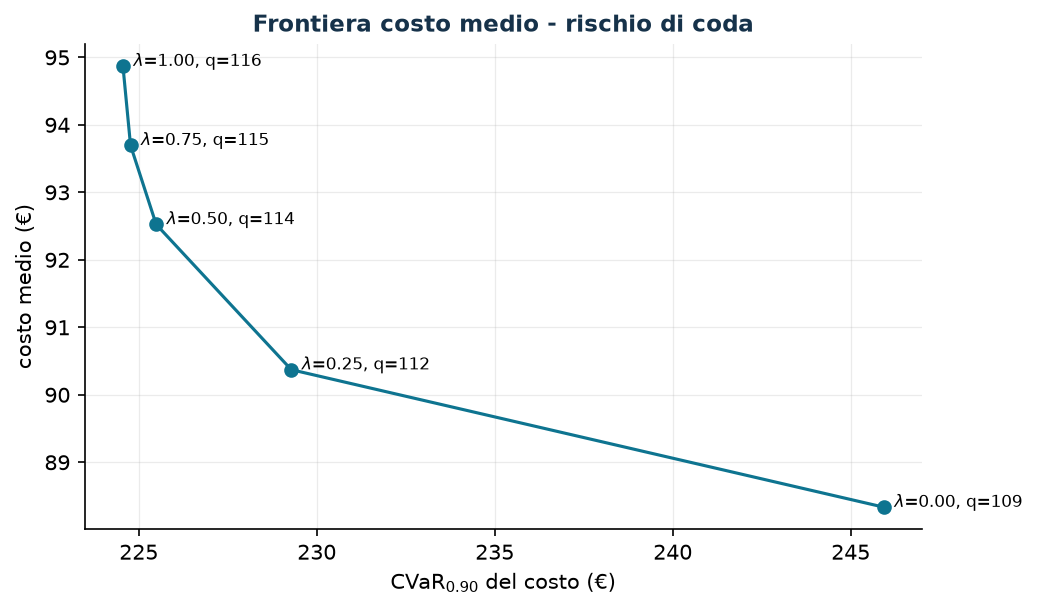 Frontiera costo medio - rischio di coda
95
94
93
92
91
90
89
costo medio (€)
λ=1.00, q=116
λ=0.75, q=115
λ=0.50, q=114
λ=0.25, q=112
λ=0.00, q=109
225
230
235
240
245
CVaR0.90 del costo (€)